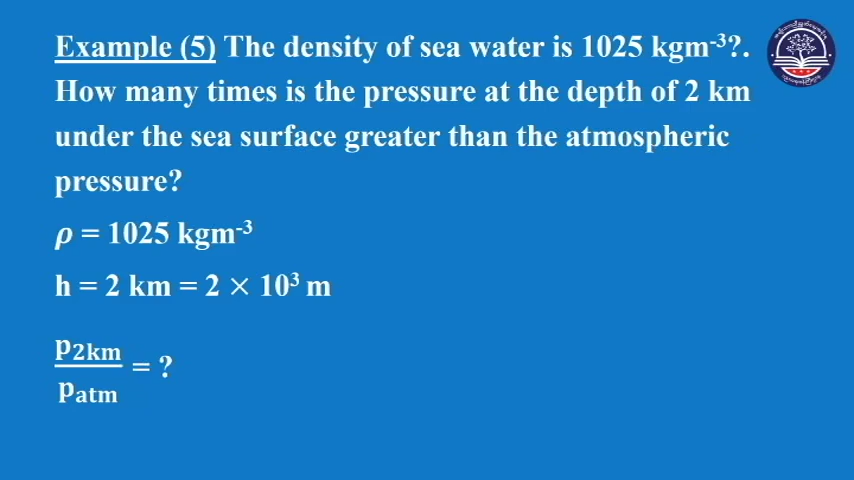 Example (5) The density of sea water is 1025 kgm⁻³?.
How many times is the pressure at the depth of 2 km
under the sea surface greater than the atmospheric
pressure?
ρ = 1025 kgm⁻³
h = 2 km = 2 × 10³ m
p₂km
= ?
pₐₜₘ